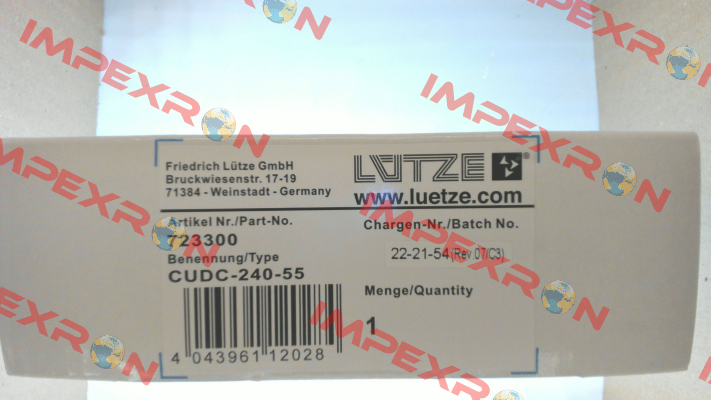 IMPEXRON
IMPEXRON
IMPEXRON
IMPEXRON
IMPEXRON
Friedrich Lütze GmbH
Bruckwiesenstr. 17-19
71384 - Weinstadt - Germany
LÜTZE ®
www.luetze.com
Artikel Nr./Part-No.
723300
Benennung/Type
CUDC-240-55
Chargen-Nr./Batch No.
22-21-54(Rev.07/C3)
Menge/Quantity
1
4 043961 12028